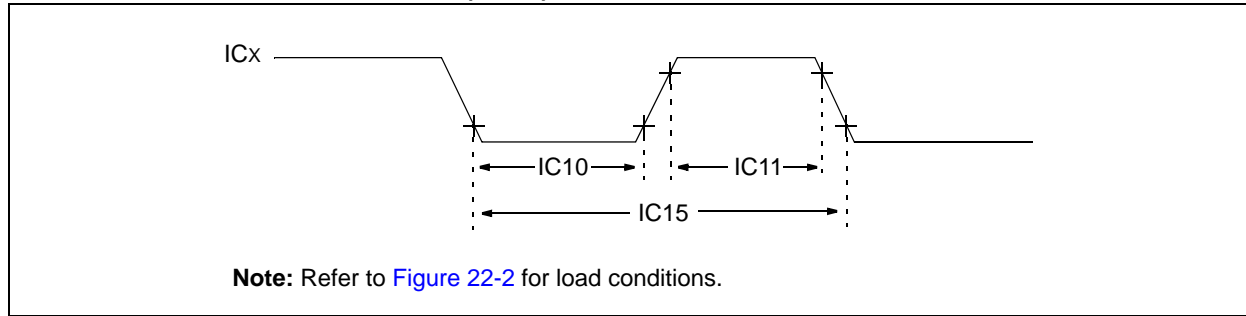 ICx
IC10
IC11
IC15
Note: Refer to Figure 22-2 for load conditions.